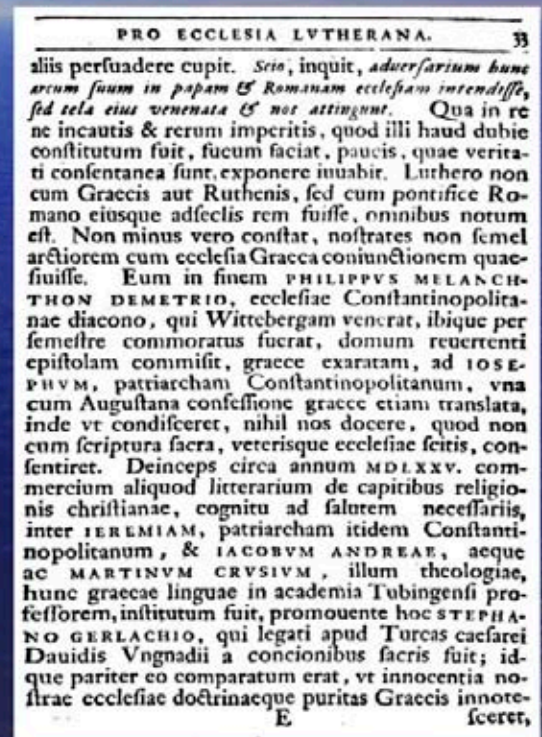 PRO ECCLESIA LVTHERANA. 33
aliis perſuadere cupit. Scio, inquit, adverſarium hunc
arcum ſuum in papam & Romanam eccleſiam intendiſſe,
ſed tela eius venenata & nos attingunt. Qua in re
ne incautis & rerum imperitis, quod illi haud dubie
conſtitutum fuit, fucum faciat, paucis, quae verita-
ti conſentanea ſunt, exponere iuuabit. Luthero non
cum Graecis aut Ruthenis, ſed cum pontifice Ro-
mano eiusque adſeclis rem fuiſſe, omnibus notum
eſt. Non minus vero conſtat, noſtrates non ſemel
arctiorem cum eccleſia Graeca coniunctionem quae-
ſiuiſſe. Eum in finem PHILIPPVS MELANCH-
THON DEMETRIO, eccleſiae Conſtantinopolita-
nae diacono, qui Wittebergam venerat, ibique per
ſemeſtre commoratus fuerat, domum reuertenti
epiſtolam commiſit, graece exaratam, ad IOSE-
PHVM, patriarcham Conſtantinopolitanum, vna
cum Auguſtana confeſſione graece etiam translata,
inde vt condiſceret, nihil nos docere, quod non
cum ſcriptura ſacra, veterisque eccleſiae ſcitis, con-
ſentiret. Deinceps circa annum MDLXXV. com-
mercium aliquod litterarium de capitibus religio-
nis chriſtianae, cognitu ad ſalutem neceſſariis,
inter IEREMIAM, patriarcham itidem Conſtanti-
nopolitanum, & IACOBVM ANDREAE, aeque
ac MARTINVM CRVSIVM, illum theologiae,
hunc graecae linguae in academia Tubingenſi pro-
feſſorem, inſtitutum fuit, promouente hoc STEPHA-
NO GERLACHIO, qui legati apud Turcas caeſarei
Dauidis Vngnadii a concionibus ſacris fuit; id-
que pariter eo comparatum erat, vt innocentia no-
ſtrae eccleſiae doctrinaeque puritas Graecis innote-
E ſceret,